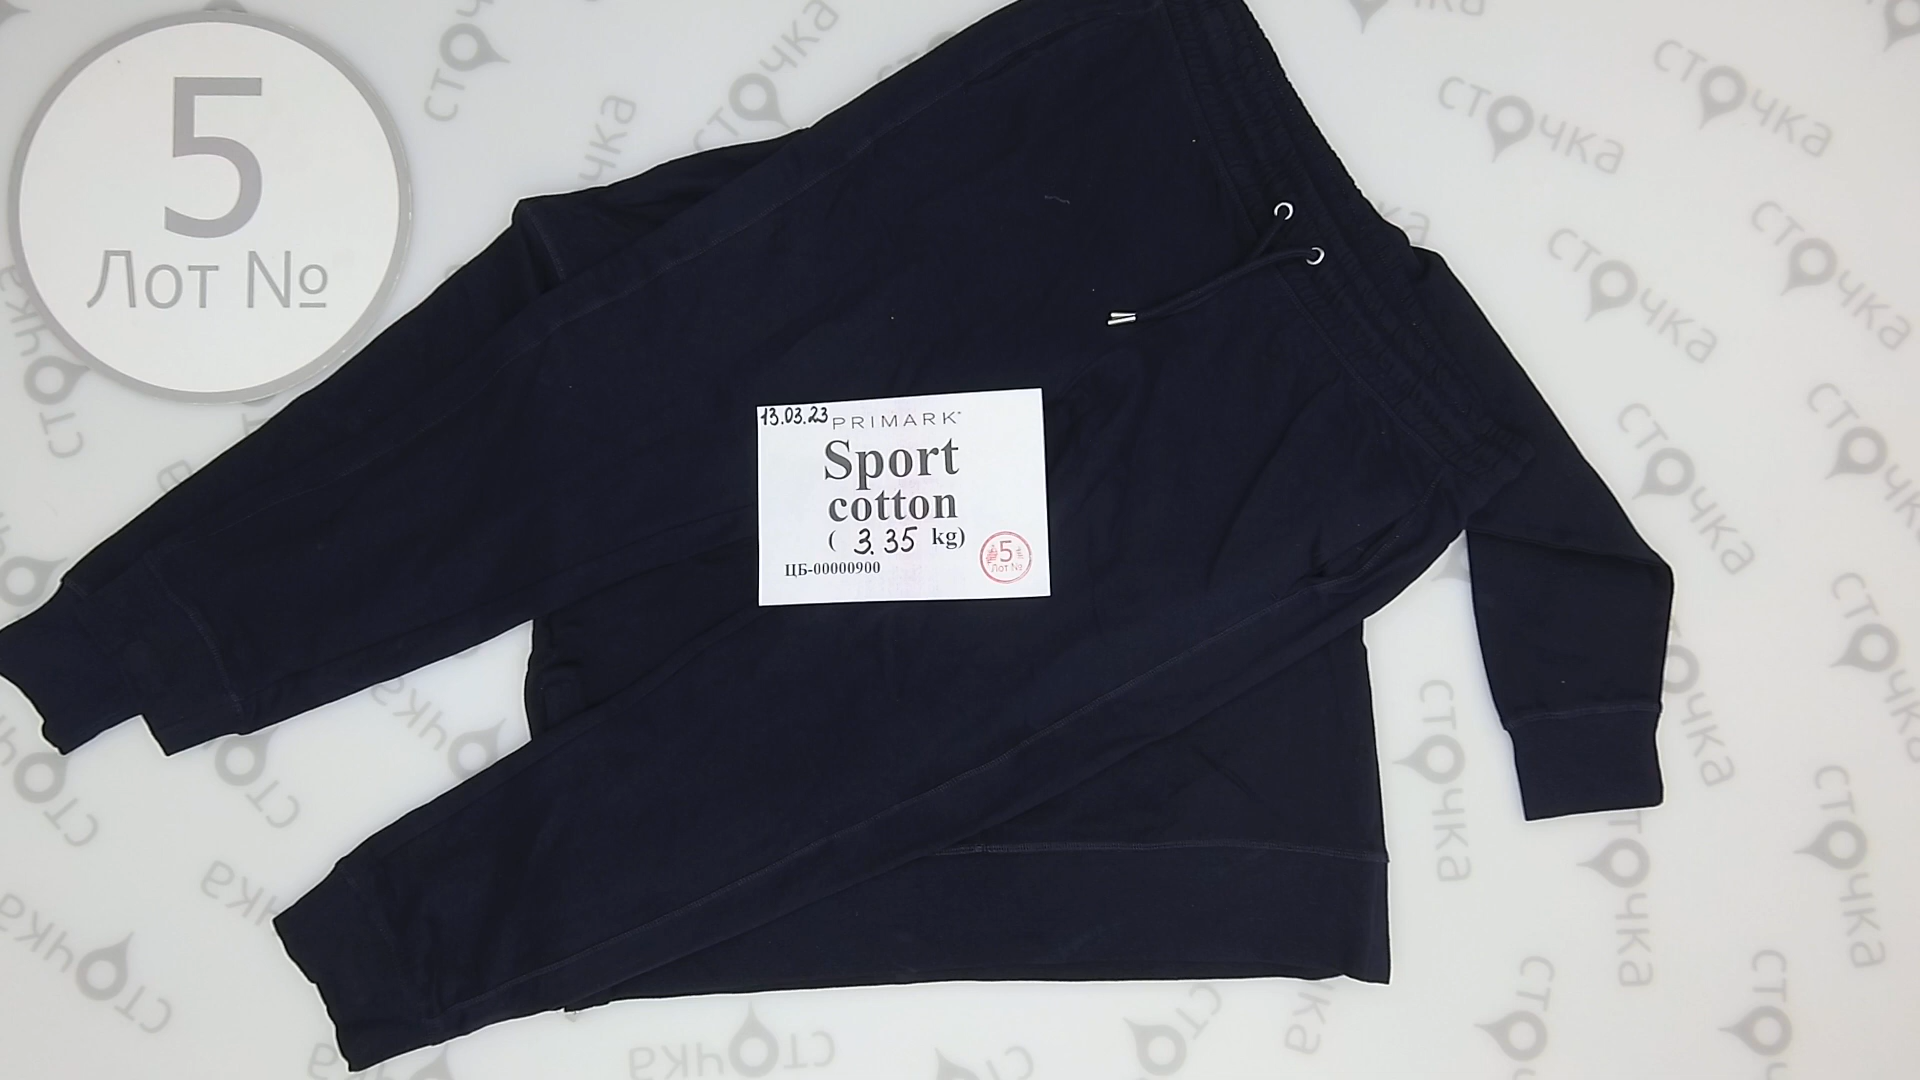 5
Лот №
13.03.23 PRIMARK
Sport
cotton
( 3.35 kg)
ЦБ-00000900
5
Лот №
сточка